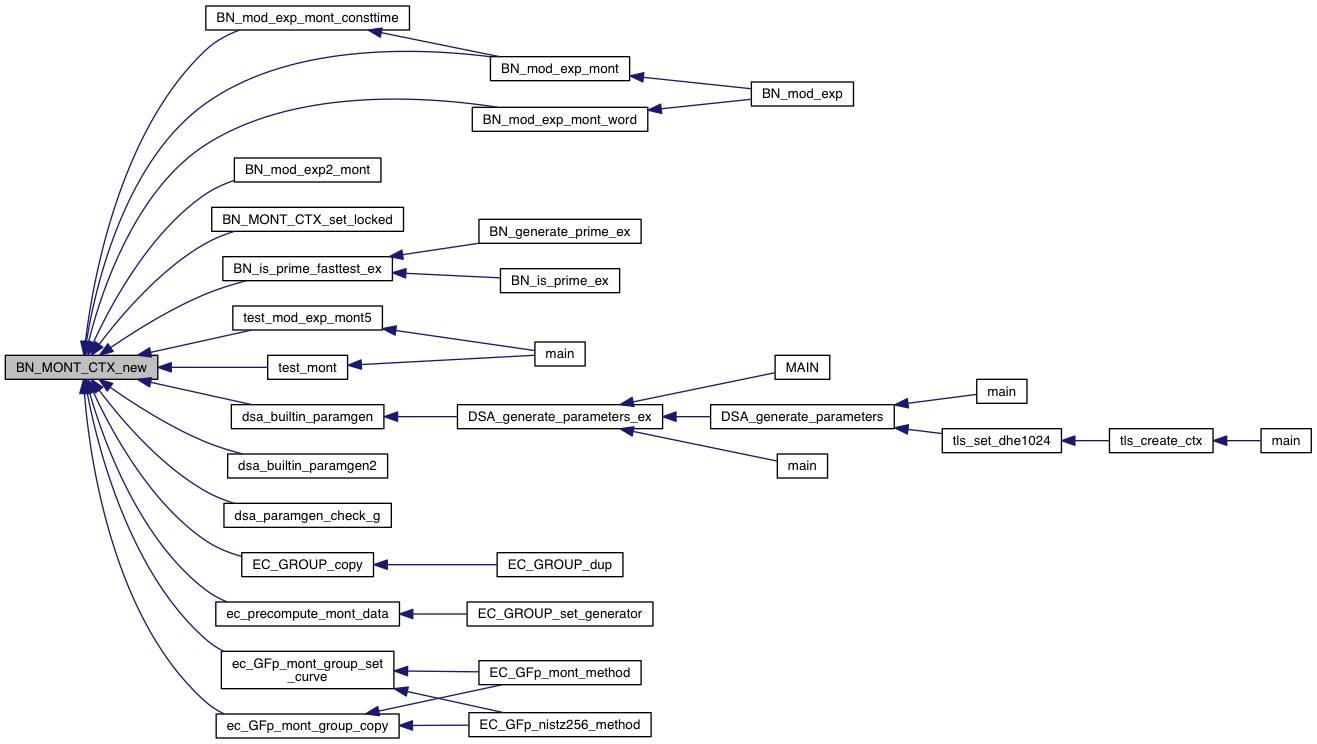 BN_mod_exp_mont_consttime
BN_mod_exp_mont
BN_mod_exp
BN_mod_exp_mont_word
BN_mod_exp2_mont
BN_MONT_CTX_set_locked
BN_generate_prime_ex
BN_is_prime_fasttest_ex
BN_is_prime_ex
test_mod_exp_mont5
main
BN_MONT_CTX_new
test_mont
MAIN
main
dsa_builtin_paramgen
DSA_generate_parameters_ex
DSA_generate_parameters
tls_set_dhe1024
tls_create_ctx
main
dsa_builtin_paramgen2
main
dsa_paramgen_check_g
EC_GROUP_copy
EC_GROUP_dup
ec_precompute_mont_data
EC_GROUP_set_generator
ec_GFp_mont_group_set
_curve
EC_GFp_mont_method
ec_GFp_mont_group_copy
EC_GFp_nistz256_method